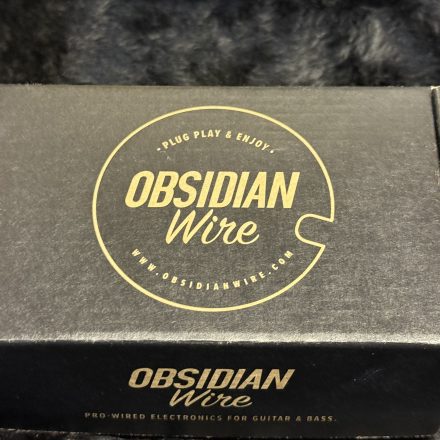 - PLUG PLAY & ENJOY -
OBSIDIAN
Wire
WWW.OBSIDIANWIRE.COM
OBSIDIAN
Wire
PRO-WIRED ELECTRONICS FOR GUITAR & BASS.